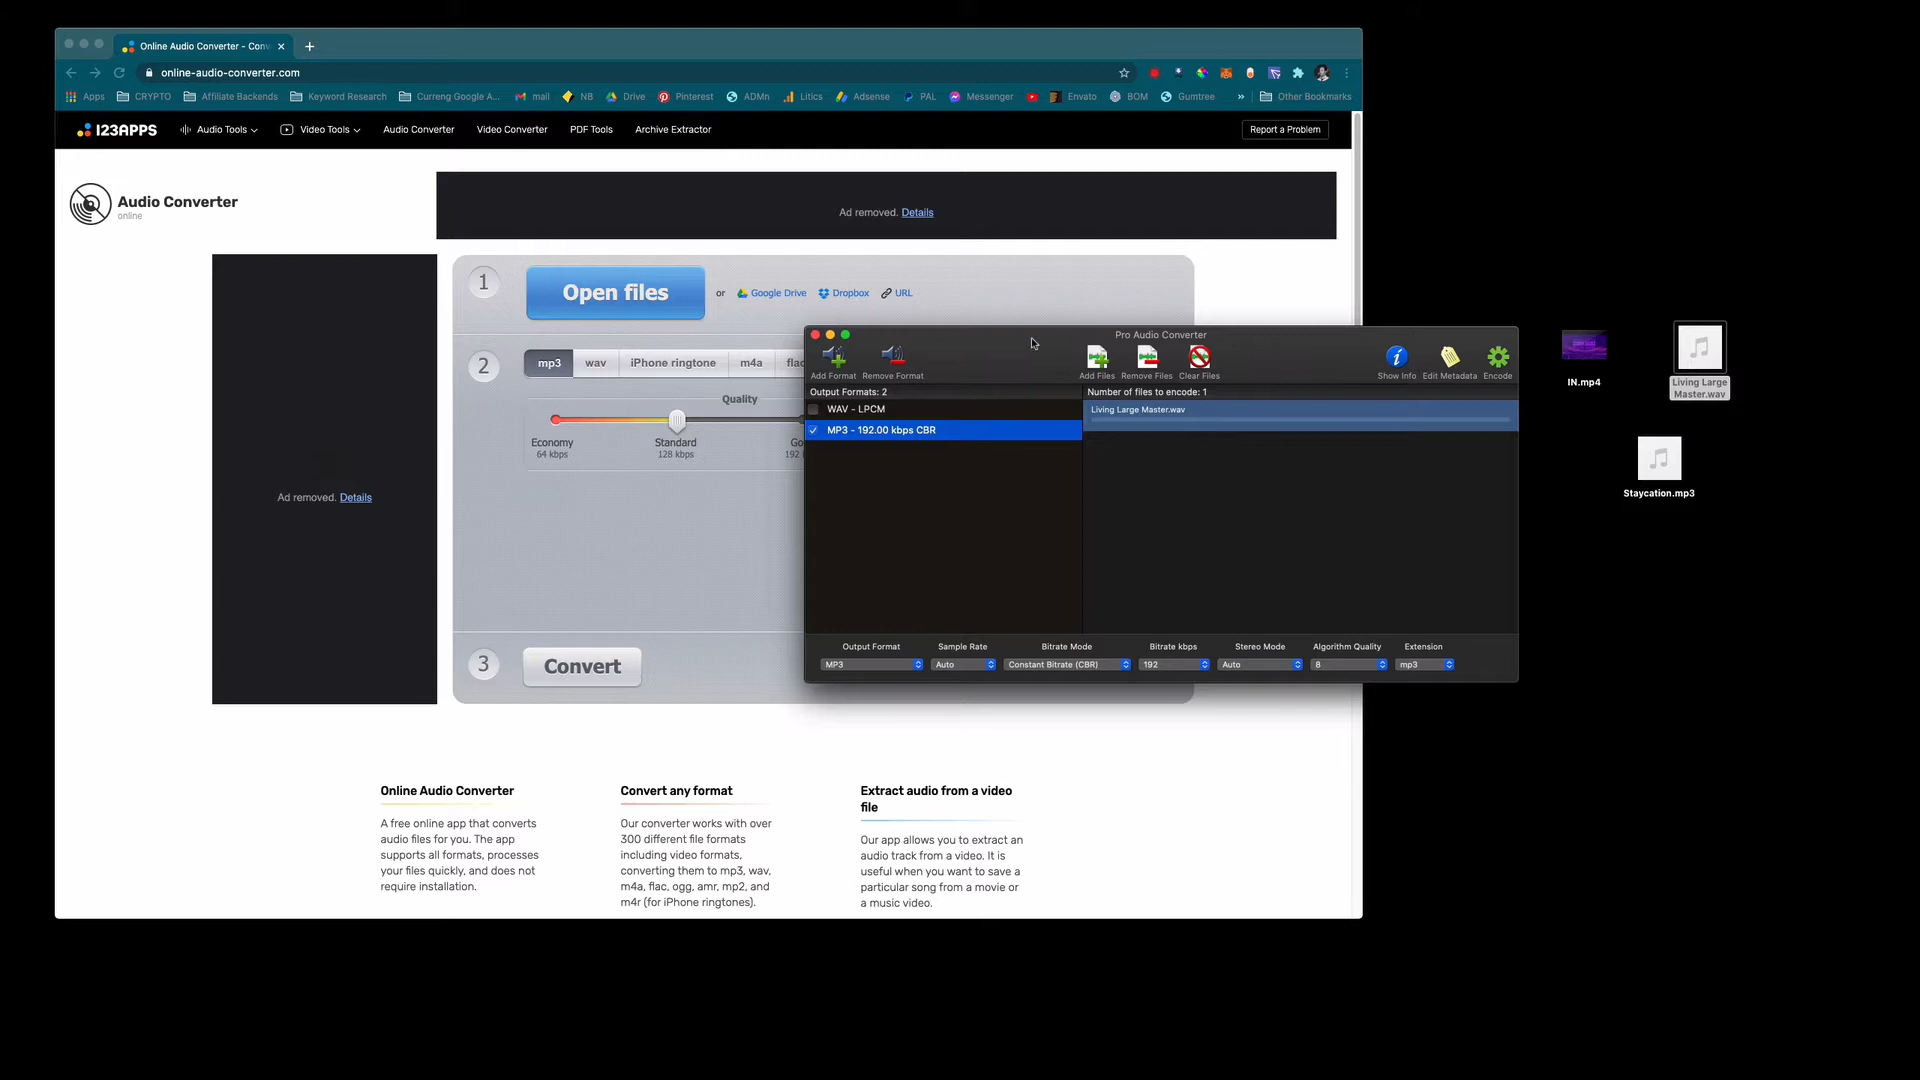 Online Audio Converter - Conv
online-audio-converter.com
Apps CRYPTO Affiliate Backends Keyword Research Curreng Google A... mail NB Drive Pinterest ADMn Litics Adsense PAL Messenger Envato BOM Gumtree » Other Bookmarks
123APPS Audio Tools Video Tools Audio Converter Video Converter PDF Tools Archive Extractor Report a Problem
Audio Converter
online
Ad removed. Details
Ad removed. Details
1 Open files or Google Drive Dropbox URL
2 mp3 wav iPhone ringtone m4a flac
Quality
Economy
64 kbps
Standard
128 kbps
Go
192 k
3 Convert
Pro Audio Converter
Add Format Remove Format Add Files Remove Files Clear Files Show Info Edit Metadata Encode
Output Formats: 2
Number of files to encode: 1
WAV - LPCM
MP3 - 192.00 kbps CBR
Living Large Master.wav
Output Format Sample Rate Bitrate Mode Bitrate kbps Stereo Mode Algorithm Quality Extension
MP3 Auto Constant Bitrate (CBR) 192 Auto 8 mp3
IN.mp4
Living Large
Master.wav
Staycation.mp3
Online Audio Converter
A free online app that converts
audio files for you. The app
supports all formats, processes
your files quickly, and does not
require installation.
Convert any format
Our converter works with over
300 different file formats
including video formats,
converting them to mp3, wav,
m4a, flac, ogg, amr, mp2, and
m4r (for iPhone ringtones).
Extract audio from a video
file
Our app allows you to extract an
audio track from a video. It is
useful when you want to save a
particular song from a movie or
a music video.